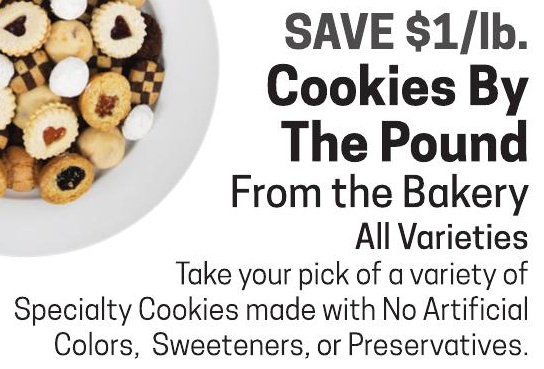 SAVE $1/lb.
Cookies By
The Pound
From the Bakery
All Varieties
Take your pick of a variety of
Specialty Cookies made with No Artificial
Colors,  Sweeteners, or Preservatives.